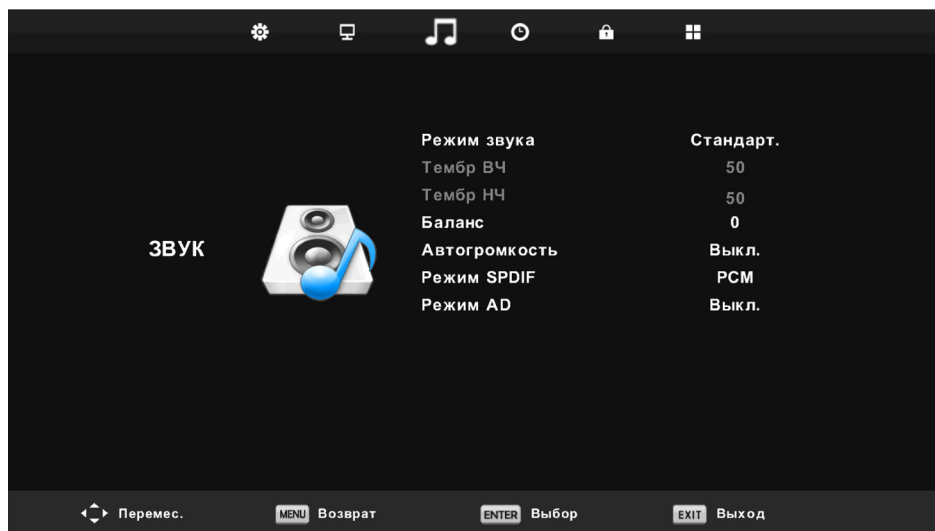 Режим звука Стандарт.
Тембр ВЧ 50
Тембр НЧ 50
Баланс 0
ЗВУК
Автогромкость Выкл.
Режим SPDIF PCM
Режим AD Выкл.
Перемес. MENU Возврат ENTER Выбор EXIT Выход